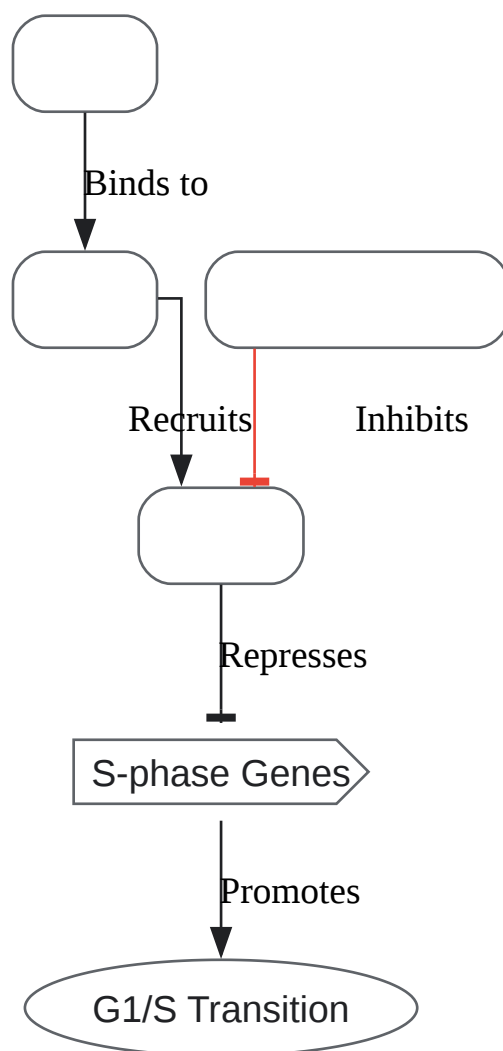 Binds to
Recruits
Inhibits
Represses
S-phase Genes
Promotes
G1/S Transition